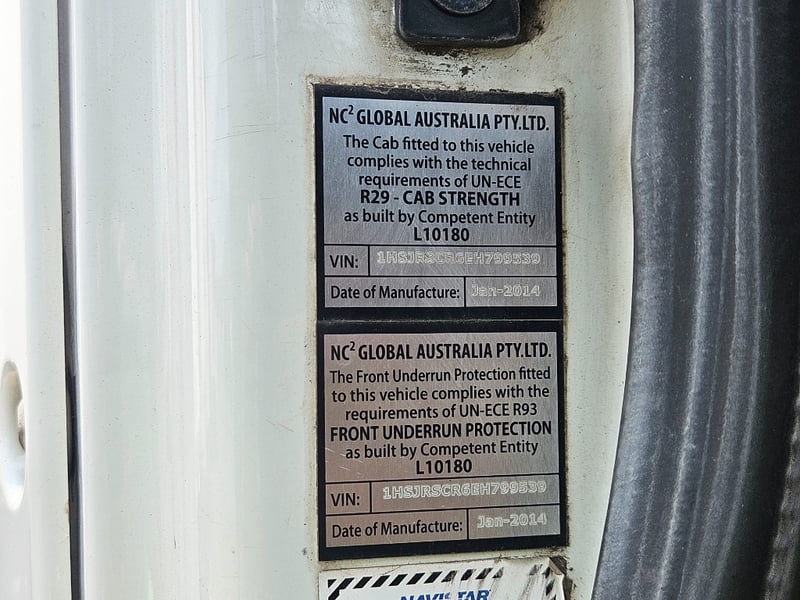 NC² GLOBAL AUSTRALIA PTY.LTD.
The Cab fitted to this vehicle
complies with the technical
requirements of UN-ECE
R29 - CAB STRENGTH
as built by Competent Entity
L10180
VIN: 1HSJRSCR6EH799539
Date of Manufacture: Jan-2014
NC² GLOBAL AUSTRALIA PTY.LTD.
The Front Underrun Protection fitted
to this vehicle complies with the
requirements of UN-ECE R93
FRONT UNDERRUN PROTECTION
as built by Competent Entity
L10180
VIN: 1HSJRSCR6EH799539
Date of Manufacture: Jan-2014
NAVISTAR